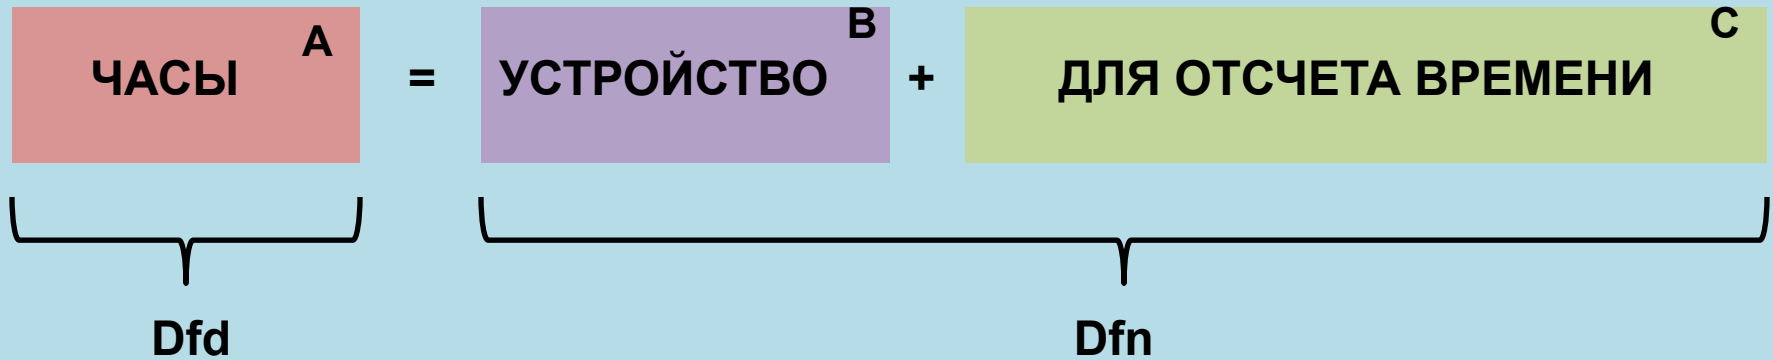 ЧАСЫ A = УСТРОЙСТВО B + ДЛЯ ОТСЧЕТА ВРЕМЕНИ C
Dfd Dfn